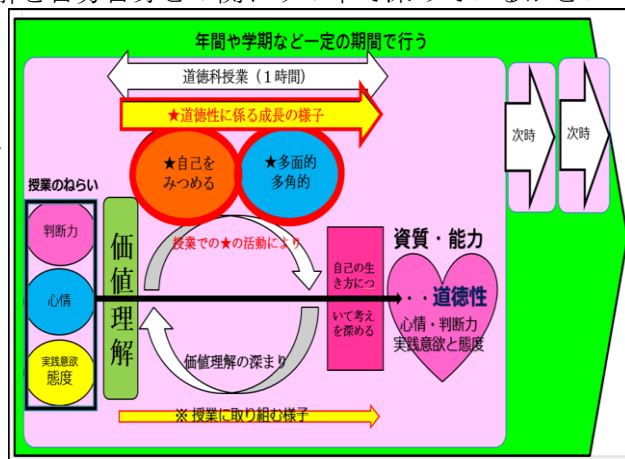 年間や学期など一定の期間で行う
道徳科授業（１時間）
★道徳性に係る成長の様子
★自己を
みつめる
★多面的
多角的
次時
次時
授業のねらい
判断力
心情
実践意欲
態度
価値理解
授業での★の活動により
自己の生
き方につ
いて考え
を深める
資質・能力
・・道徳性
心情・判断力
実践意欲と態度
価値理解の深まり
※ 授業に取り組む様子